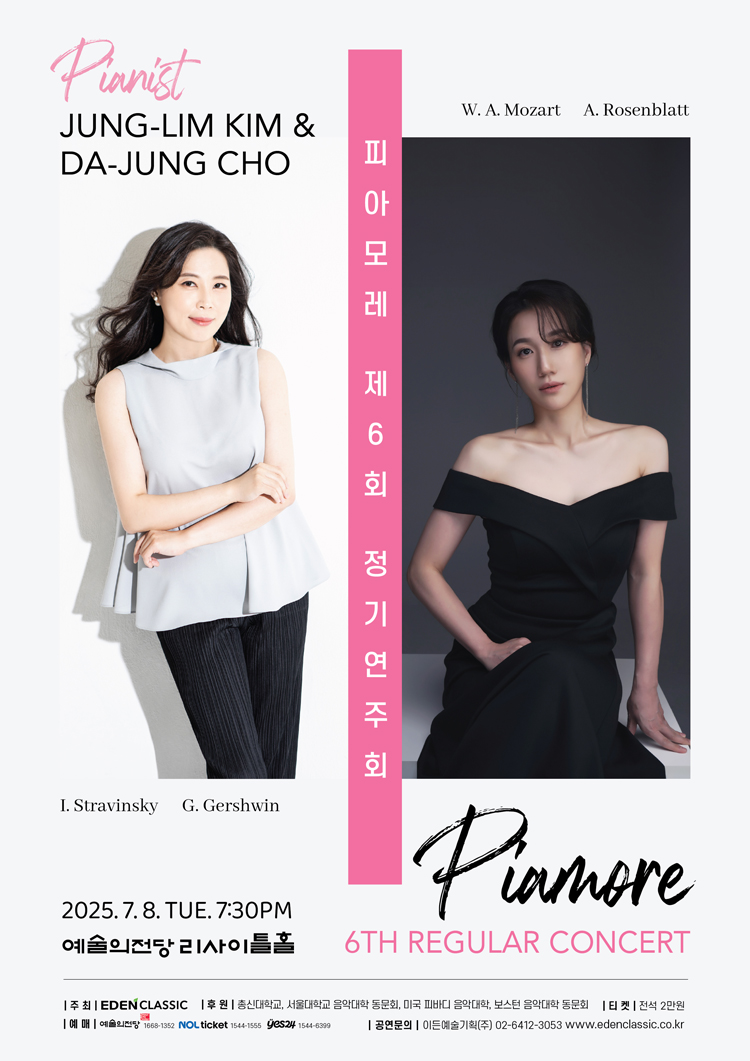 Pianist
JUNG-LIM KIM &
DA-JUNG CHO
W. A. Mozart A. Rosenblatt
피아모레 제6회 정기연주회
I. Stravinsky G. Gershwin
Piamore
2025. 7. 8. TUE. 7:30PM
예술의전당 리사이틀홀
6TH REGULAR CONCERT
| 주 최 | EDEN CLASSIC | 후 원 | 총신대학교, 서울대학교 음악대학 동문회, 미국 피바디 음악대학, 보스턴 음악대학 동문회 | 티 켓 | 전석 2만원
| 예 매 | 예술의전당 1668-1352 NOL ticket 1544-1555 yes24 1544-6399 | 공연문의 | 이든예술기획(주) 02-6412-3053 www.edenclassic.co.kr